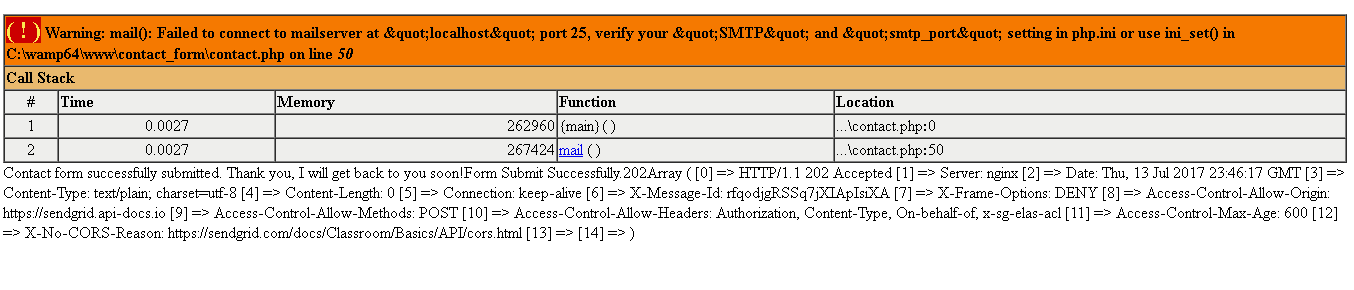 ( ! ) Warning: mail(): Failed to connect to mailserver at &quot;localhost&quot; port 25, verify your &quot;SMTP&quot; and &quot;smtp_port&quot; setting in php.ini or use ini_set() in
C:\wamp64\www\contact_form\contact.php on line 50
Call Stack
# Time Memory Function Location
1 0.0027 262960 {main}( ) ...\contact.php:0
2 0.0027 267424 mail ( ) ...\contact.php:50
Contact form successfully submitted. Thank you, I will get back to you soon!Form Submit Successfully.202Array ( [0] => HTTP/1.1 202 Accepted [1] => Server: nginx [2] => Date: Thu, 13 Jul 2017 23:46:17 GMT [3] =>
Content-Type: text/plain; charset=utf-8 [4] => Content-Length: 0 [5] => Connection: keep-alive [6] => X-Message-Id: rfqodjgRSSq7jXIApIsiXA [7] => X-Frame-Options: DENY [8] => Access-Control-Allow-Origin:
https://sendgrid.api-docs.io [9] => Access-Control-Allow-Methods: POST [10] => Access-Control-Allow-Headers: Authorization, Content-Type, On-behalf-of, x-sg-elas-acl [11] => Access-Control-Max-Age: 600 [12]
=> X-No-CORS-Reason: https://sendgrid.com/docs/Classroom/Basics/API/cors.html [13] => [14] => )